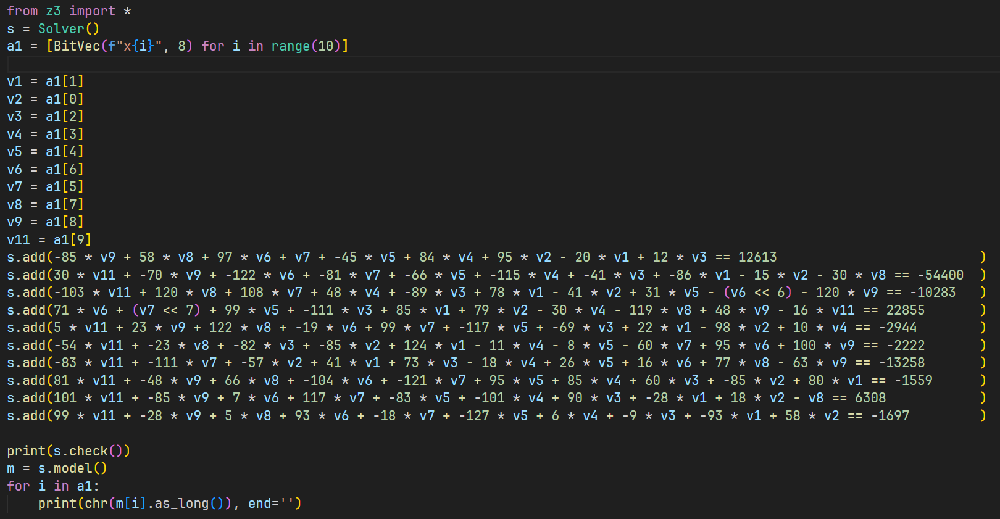 from z3 import *
s = Solver()
a1 = [BitVec(f"x{i}", 8) for i in range(10)]
v1 = a1[1]
v2 = a1[0]
v3 = a1[2]
v4 = a1[3]
v5 = a1[4]
v6 = a1[6]
v7 = a1[5]
v8 = a1[7]
v9 = a1[8]
v11 = a1[9]
s.add(-85 * v9 + 58 * v8 + 97 * v6 + v7 + -45 * v5 + 84 * v4 + 95 * v2 - 20 * v1 + 12 * v3 == 12613 )
s.add(30 * v11 + -70 * v9 + -122 * v6 + -81 * v7 + -66 * v5 + -115 * v4 + -41 * v3 + -86 * v1 - 15 * v2 - 30 * v8 == -54400 )
s.add(-103 * v11 + 120 * v8 + 108 * v7 + 48 * v4 + -89 * v3 + 78 * v1 - 41 * v2 + 31 * v5 - (v6 << 6) - 120 * v9 == -10283 )
s.add(71 * v6 + (v7 << 7) + 99 * v5 + -111 * v3 + 85 * v1 + 79 * v2 - 30 * v4 - 119 * v8 + 48 * v9 - 16 * v11 == 22855 )
s.add(5 * v11 + 23 * v9 + 122 * v8 + -19 * v6 + 99 * v7 + -117 * v5 + -69 * v3 + 22 * v1 - 98 * v2 + 10 * v4 == -2944 )
s.add(-54 * v11 + -23 * v8 + -82 * v3 + -85 * v2 + 124 * v1 - 11 * v4 - 8 * v5 - 60 * v7 + 95 * v6 + 100 * v9 == -2222 )
s.add(-83 * v11 + -111 * v7 + -57 * v2 + 41 * v1 + 73 * v3 - 18 * v4 + 26 * v5 + 16 * v6 + 77 * v8 - 63 * v9 == -13258 )
s.add(81 * v11 + -48 * v9 + 66 * v8 + -104 * v6 + -121 * v7 + 95 * v5 + 85 * v4 + 60 * v3 + -85 * v2 + 80 * v1 == -1559 )
s.add(101 * v11 + -85 * v9 + 7 * v6 + 117 * v7 + -83 * v5 + -101 * v4 + 90 * v3 + -28 * v1 + 18 * v2 - v8 == 6308 )
s.add(99 * v11 + -28 * v9 + 5 * v8 + 93 * v6 + -18 * v7 + -127 * v5 + 6 * v4 + -9 * v3 + -93 * v1 + 58 * v2 == -1697 )
print(s.check())
m = s.model()
for i in a1:
    print(chr(m[i].as_long()), end='')